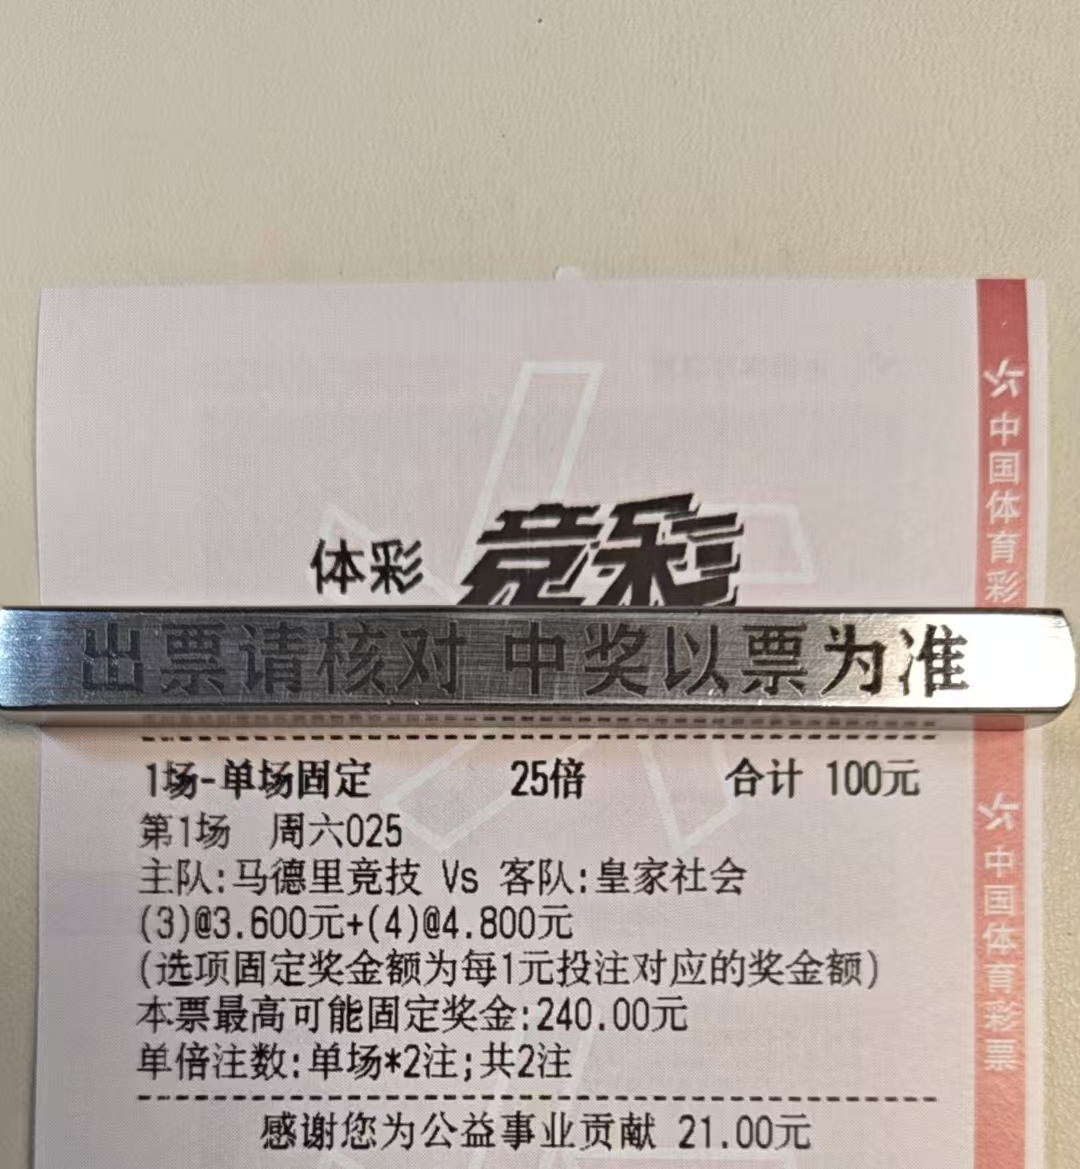 体彩 竞彩
出票请核对 中奖以票为准
1场-单场固定 25倍 合计 100元
第1场 周六025
主队:马德里竞技 Vs 客队:皇家社会
(3)@3.600元+(4)@4.800元
(选项固定奖金额为每1元投注对应的奖金额)
本票最高可能固定奖金:240.00元
单倍注数:单场*2注;共2注
感谢您为公益事业贡献 21.00元
中国体育彩
中国体育彩票